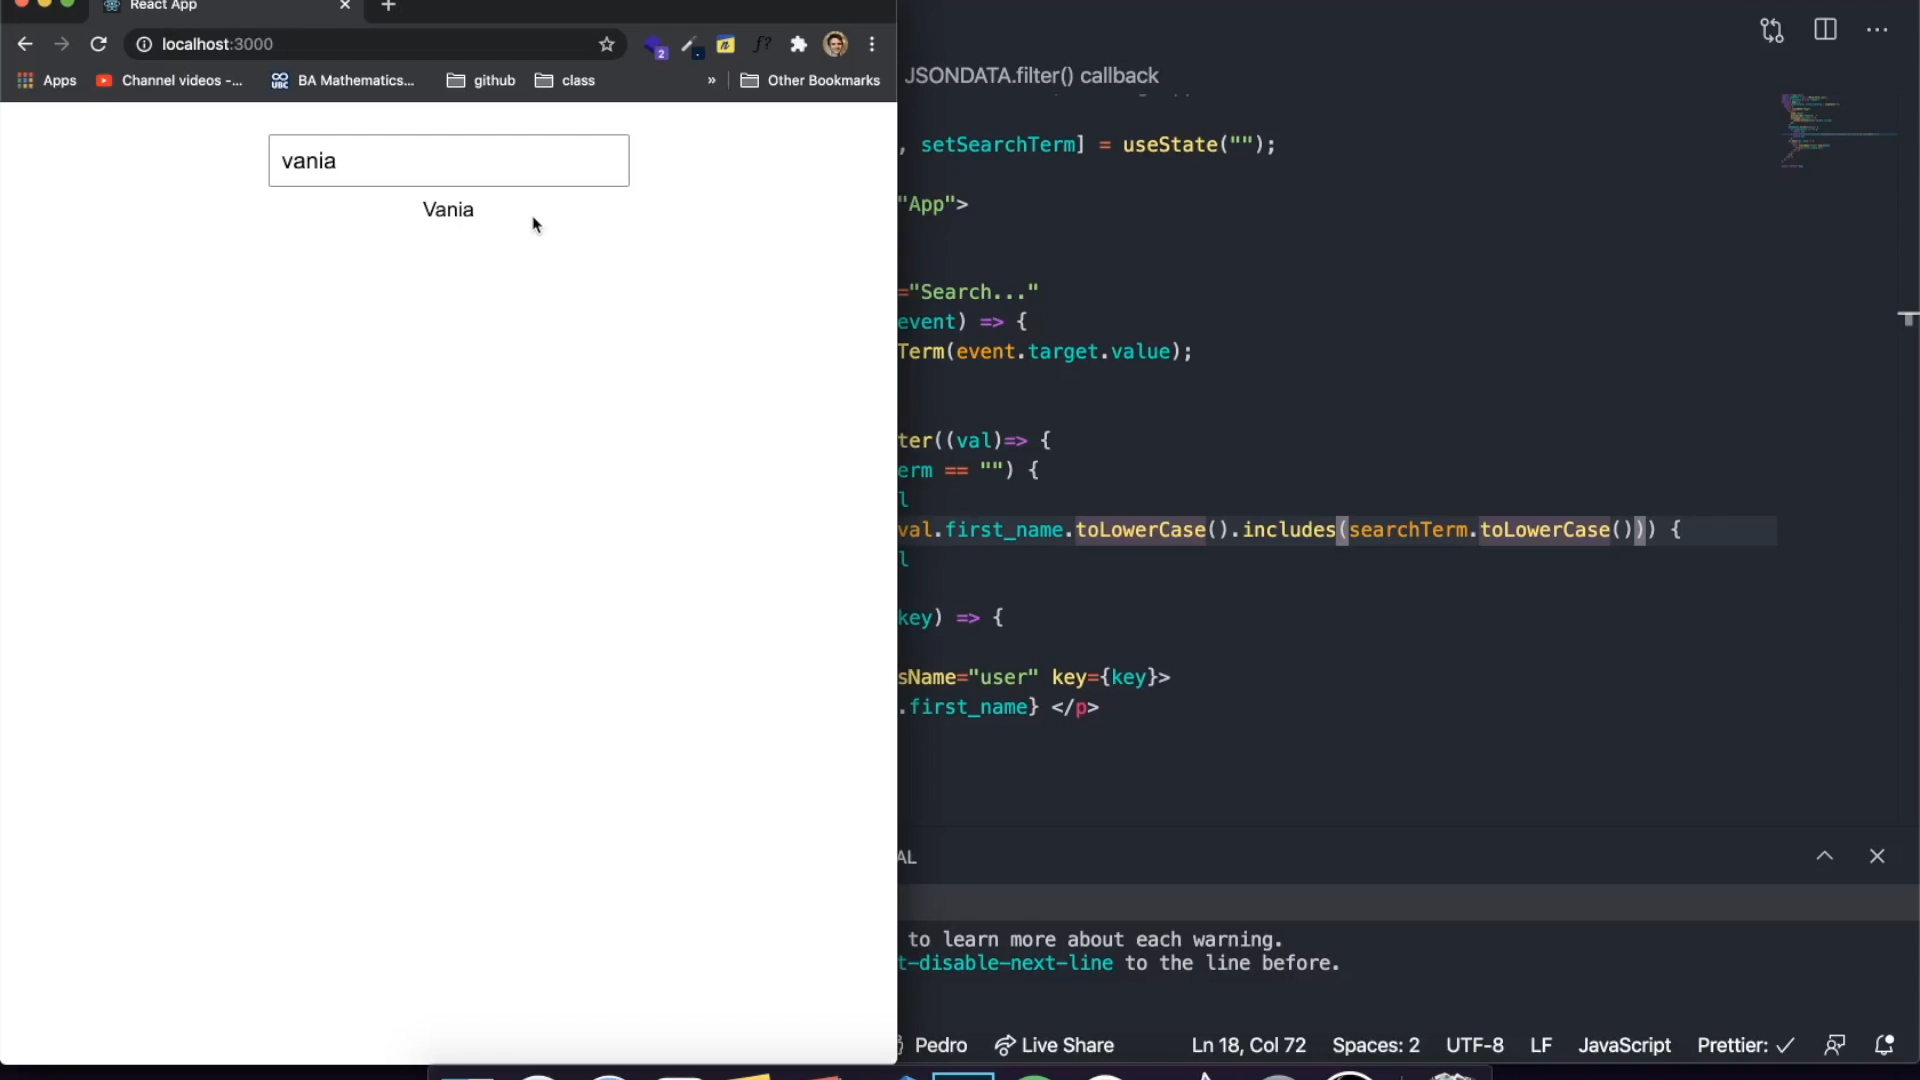 React App
localhost:3000
2
n
f?
Apps
Channel videos -...
UBC
BA Mathematics...
github
class
»
Other Bookmarks
vania
Vania
JSONDATA.filter() callback
, setSearchTerm] = useState("");
"App">
="Search..."
event) => {
Term(event.target.value);
ter((val)=> {
erm == "") {
l
val.first_name.toLowerCase().includes(searchTerm.toLowerCase())) {
l
key) => {
sName="user" key={key}>
.first_name} </p>
AL
to learn more about each warning.
t-disable-next-line to the line before.
Pedro
Live Share
Ln 18, Col 72
Spaces: 2
UTF-8
LF
JavaScript
Prettier: ✓